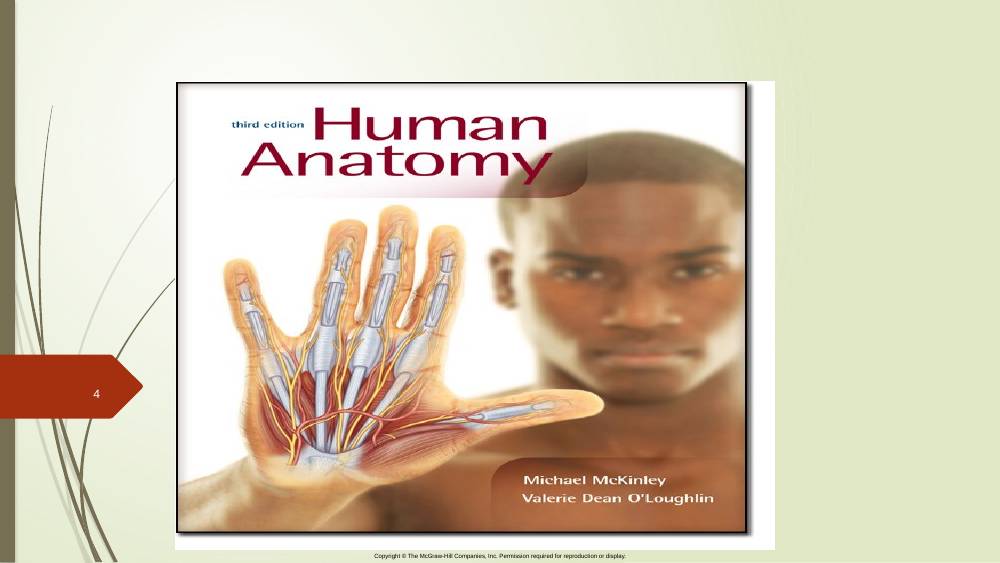 third edition Human
Anatomy
4
Michael McKinley
Valerie Dean O'Loughlin
Copyright © The McGraw-Hill Companies, Inc. Permission required for reproduction or display.